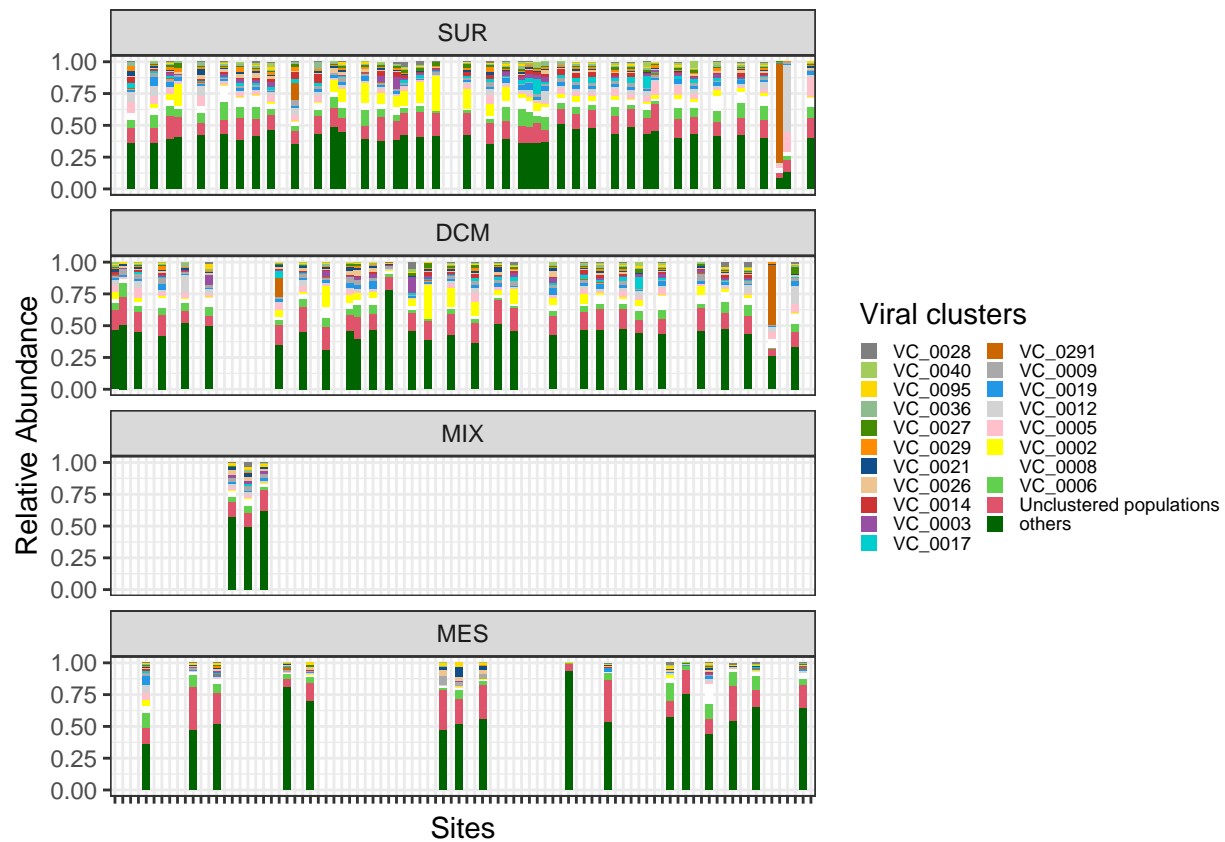 SUR
1.00
0.75
0.50
0.25
0.00
DCM
1.00
0.75
0.50
0.25
0.00
MIX
1.00
0.75
0.50
0.25
0.00
MES
1.00
0.75
0.50
0.25
0.00
Relative Abundance
Sites
Viral clusters
VC_0028
VC_0040
VC_0095
VC_0036
VC_0027
VC_0029
VC_0021
VC_0026
VC_0014
VC_0003
VC_0017
VC_0291
VC_0009
VC_0019
VC_0012
VC_0005
VC_0002
VC_0008
VC_0006
Unclustered populations
others